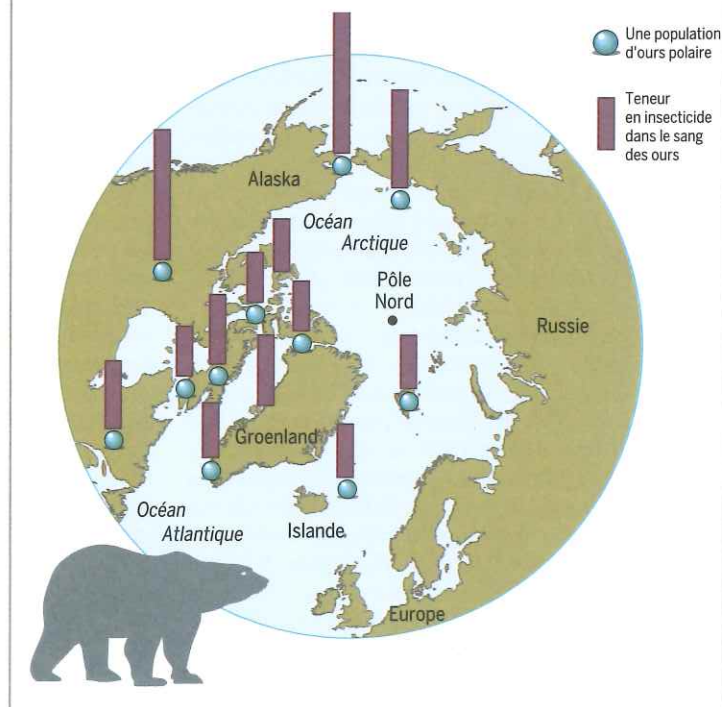 Une population
d'ours polaire
Teneur
en insecticide
dans le sang
des ours
Alaska
Océan
Arctique
Pôle
Nord
Russie
Groenland
Océan
Atlantique
Islande
Europe